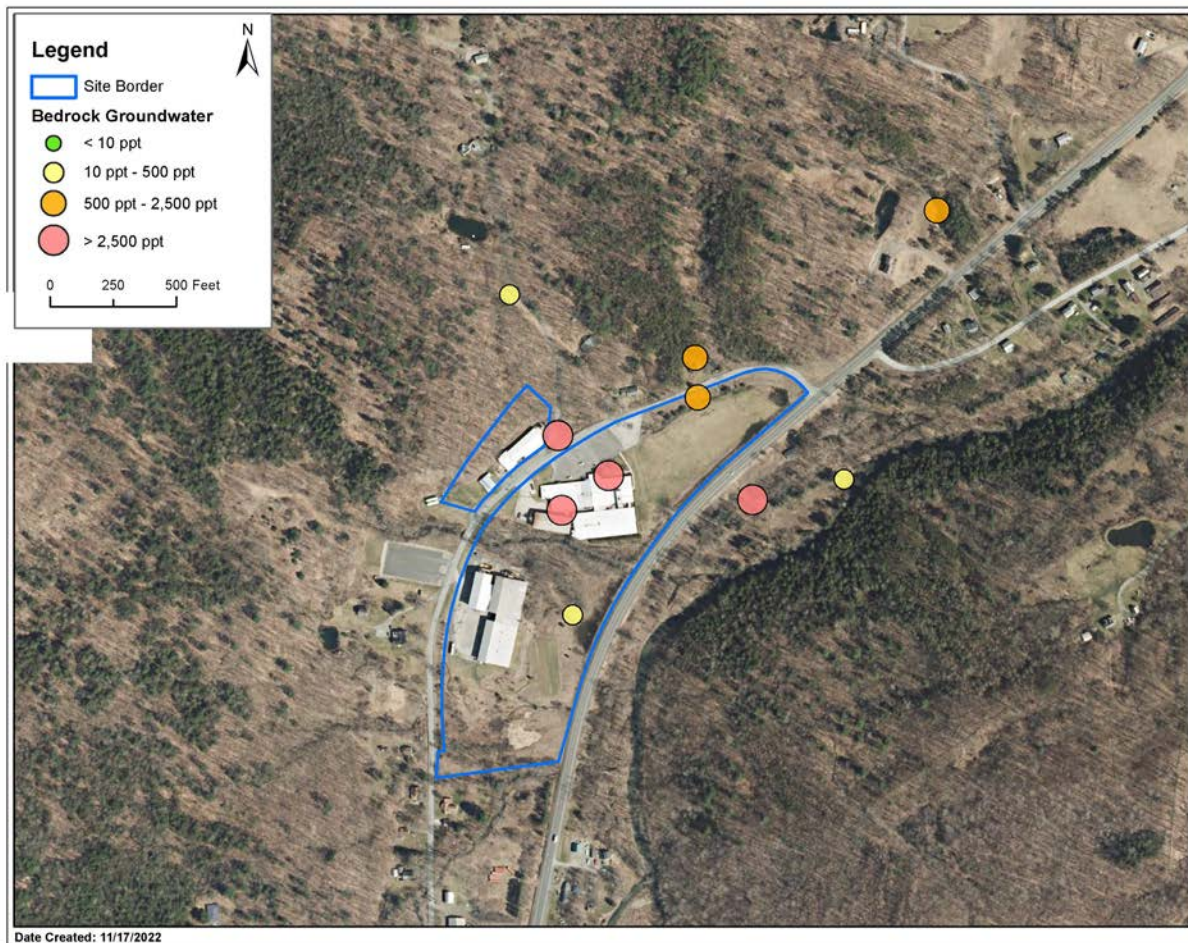 Legend
N
Site Border
Bedrock Groundwater
< 10 ppt
10 ppt - 500 ppt
500 ppt - 2,500 ppt
> 2,500 ppt
0 250 500 Feet
Date Created: 11/17/2022